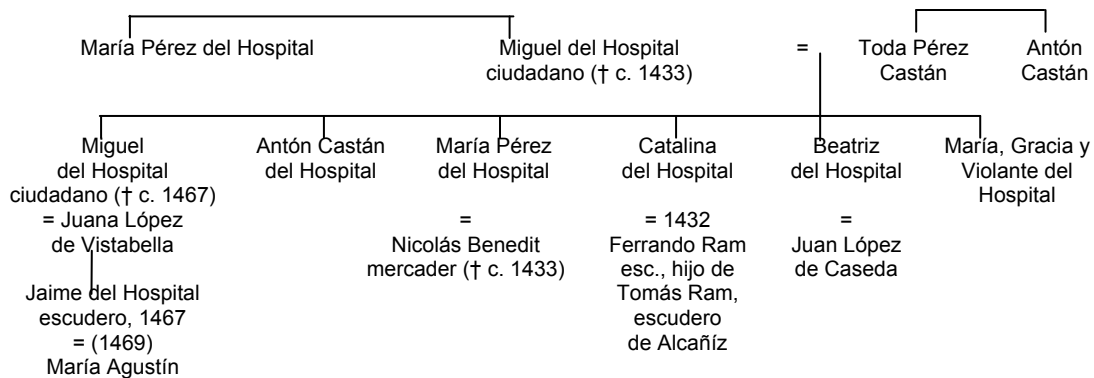 María Pérez del Hospital
Miguel del Hospital
ciudadano († c. 1433)
=
Toda Pérez
Castán
Antón
Castán
Miguel
del Hospital
ciudadano († c. 1467)
= Juana López
de Vistabella
Jaime del Hospital
escudero, 1467
= (1469)
María Agustín
Antón Castán
del Hospital
María Pérez
del Hospital
=
Nicolás Benedit
mercader († c. 1433)
Catalina
del Hospital
= 1432
Ferrando Ram
esc., hijo de
Tomás Ram,
escudero
de Alcañíz
Beatriz
del Hospital
=
Juan López
de Caseda
María, Gracia y
Violante del
Hospital